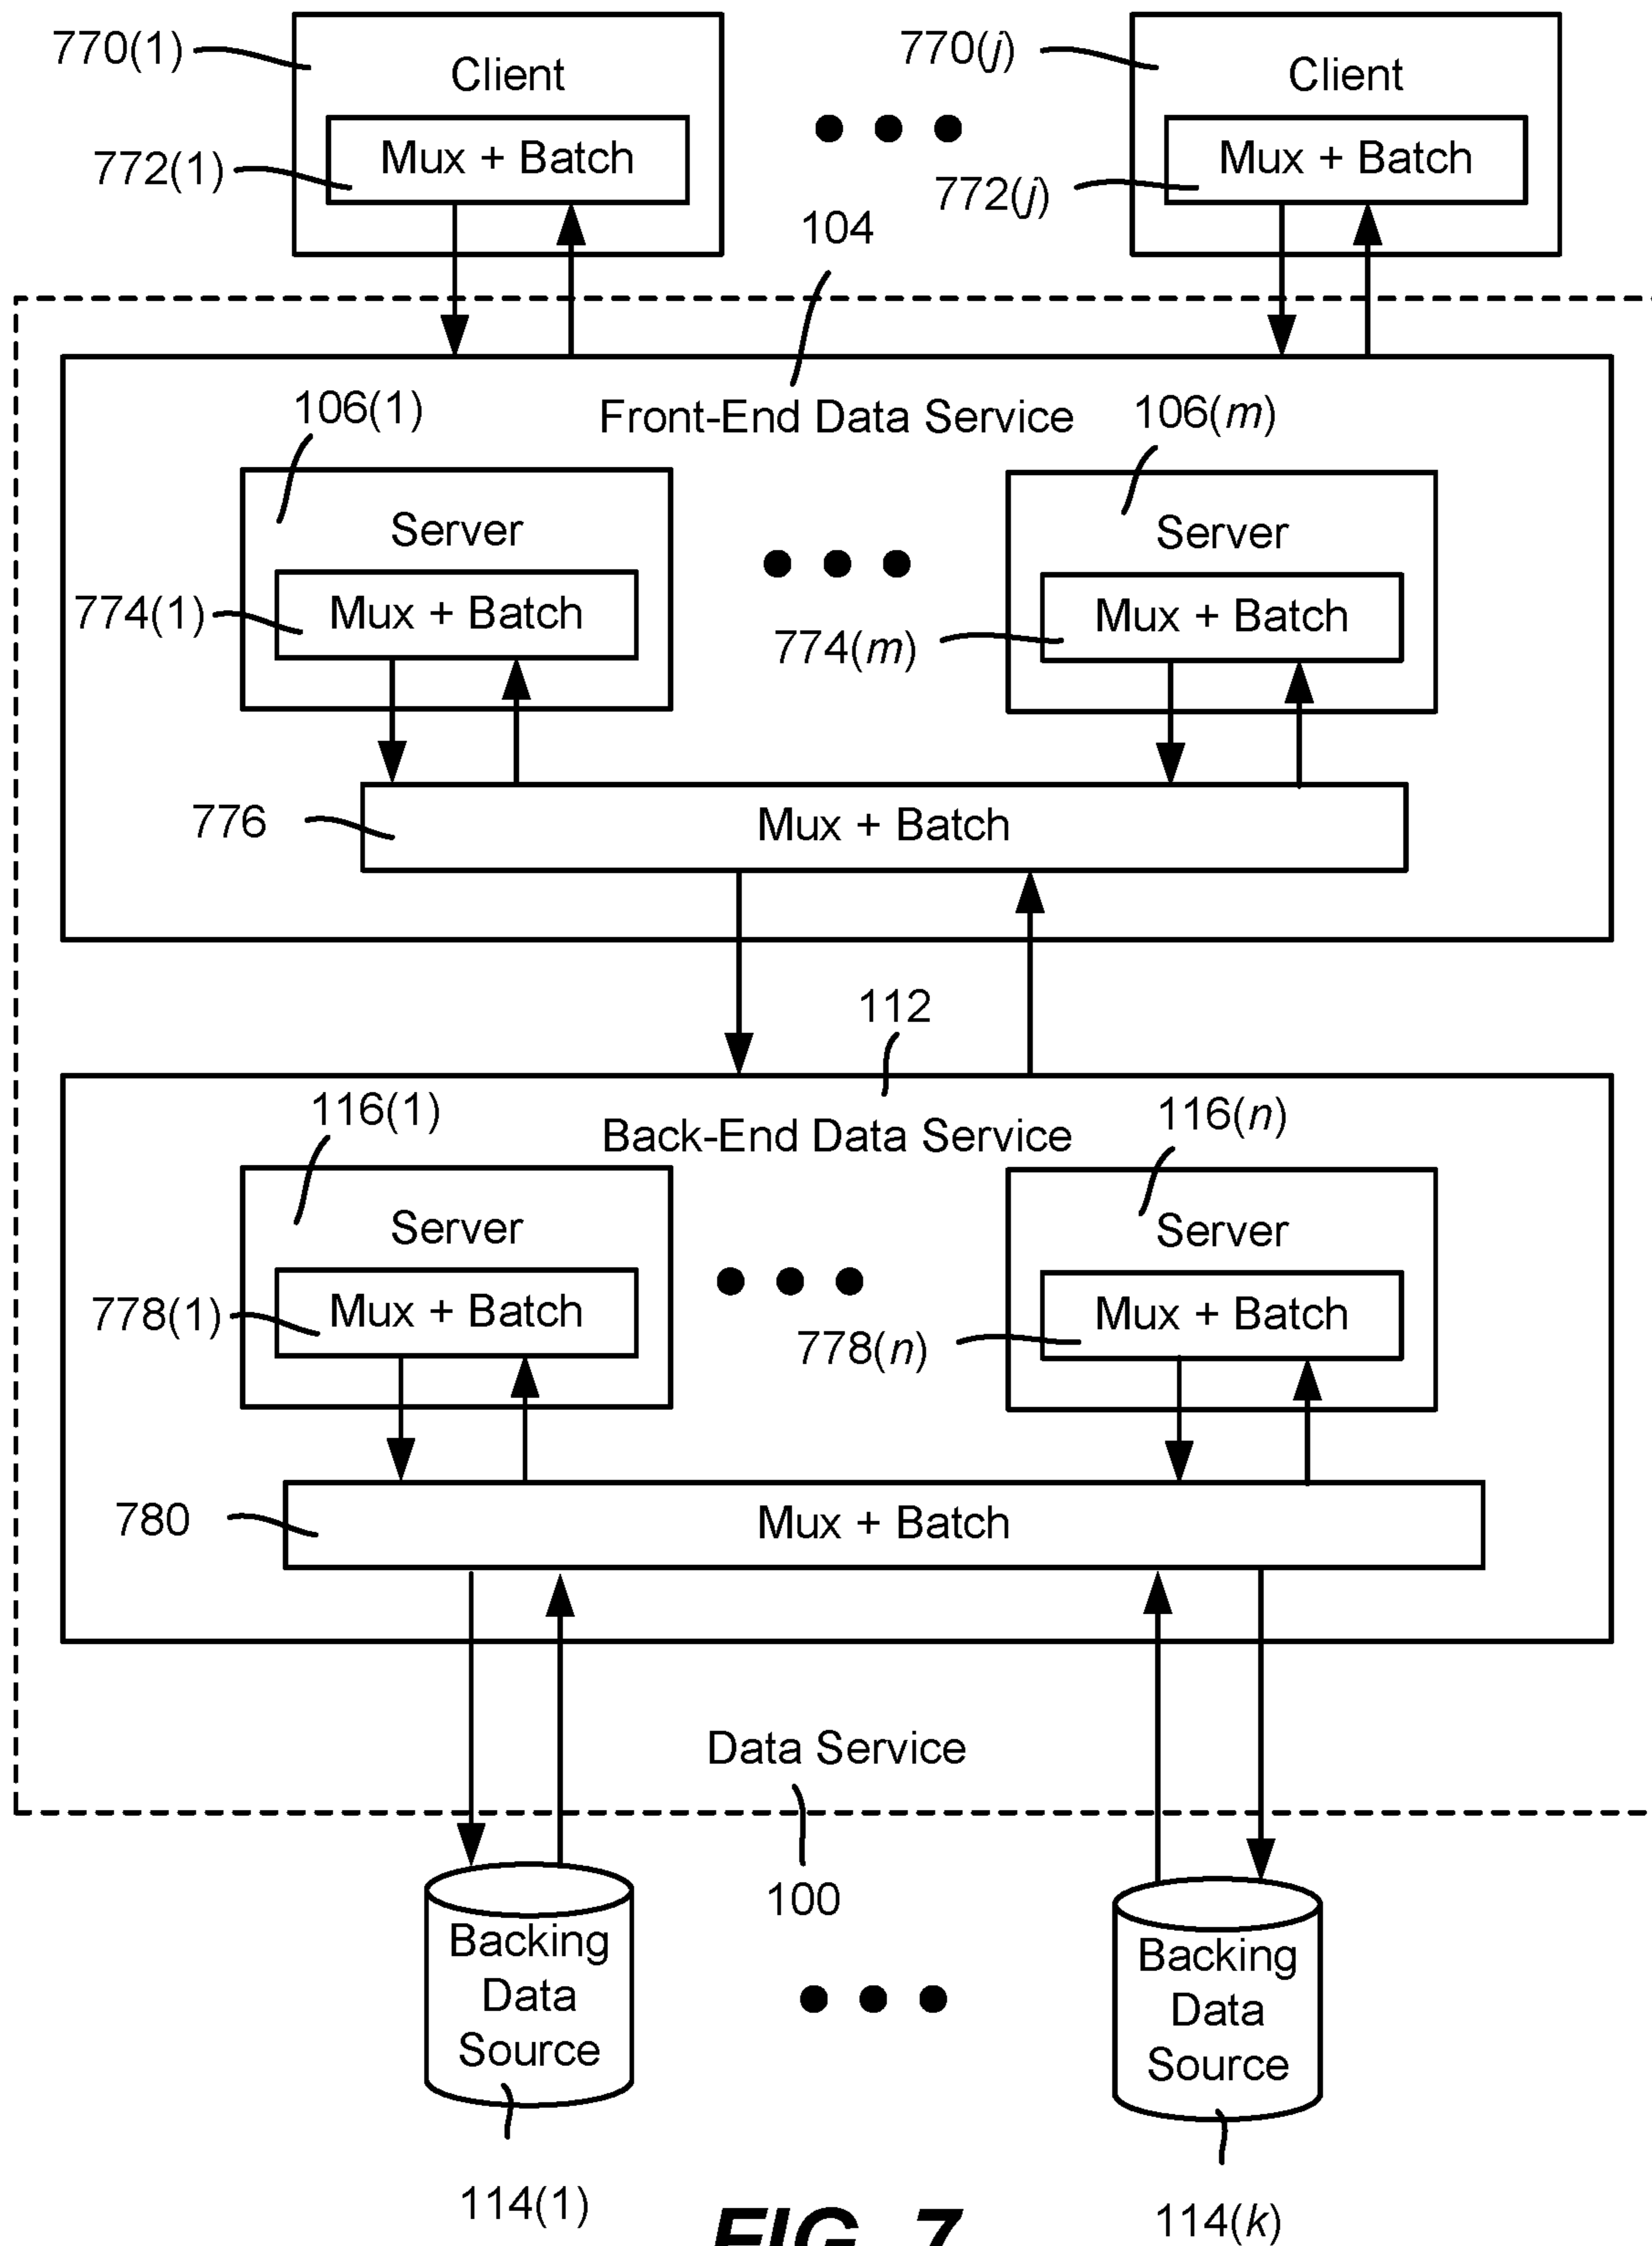 770(1)
Client
770(j)
Client
772(1)
Mux + Batch
772(j)
Mux + Batch
104
106(1)
Front-End Data Service
106(m)
Server
Server
774(1)
Mux + Batch
774(m)
Mux + Batch
776
Mux + Batch
112
116(1)
Back-End Data Service
116(n)
Server
Server
778(1)
Mux + Batch
778(n)
Mux + Batch
780
Mux + Batch
Data Service
100
Backing
Data
Source
Backing
Data
Source
114(1)
114(k)
FIG. 7